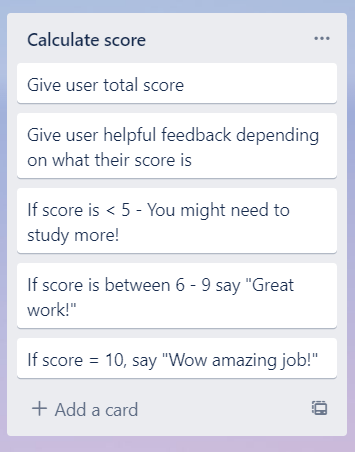 Calculate score
Give user total score
Give user helpful feedback depending
on what their score is
If score is < 5 - You might need to
study more!
If score is between 6 - 9 say "Great
work!"
If score = 10, say "Wow amazing job!"
+ Add a card